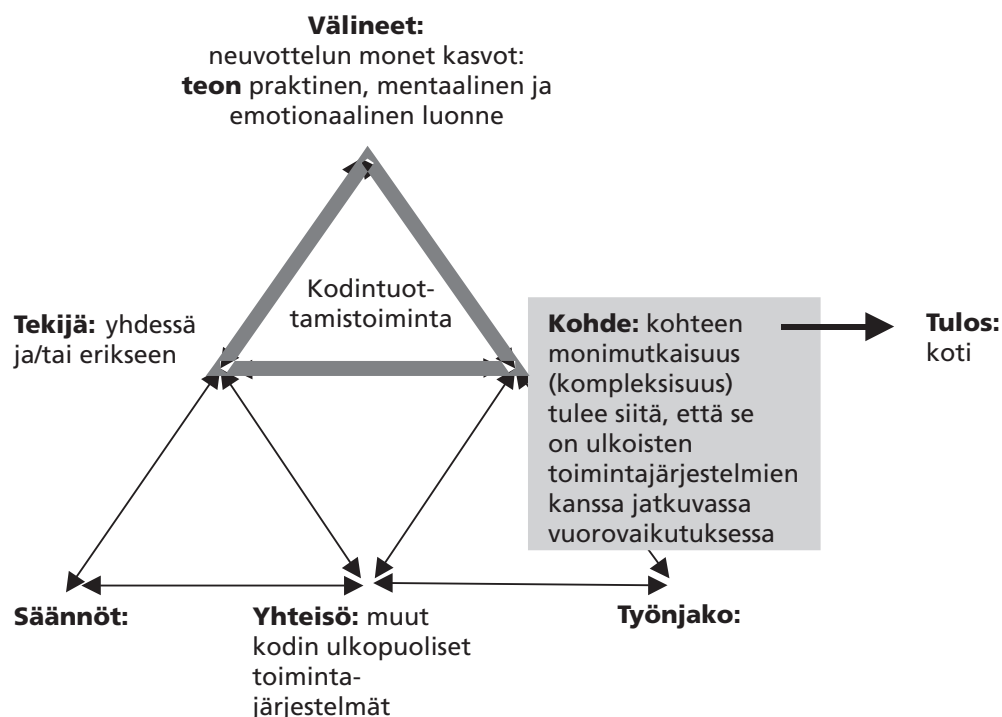 Välineet:
neuvottelun monet kasvot:
teon praktinen, mentaalinen ja
emotionaalinen luonne
Kodintuot-
tamistoiminta
Tekijä: yhdessä
ja/tai erikseen
Kohde: kohteen
monimutkaisuus
(kompleksisuus)
tulee siitä, että se
on ulkoisten
toimintajärjestelmien
kanssa jatkuvassa
vuorovaikutuksessa
Tulos:
koti
Säännöt:
Yhteisö: muut
kodin ulkopuoliset
toiminta-
järjestelmät
Työnjako: